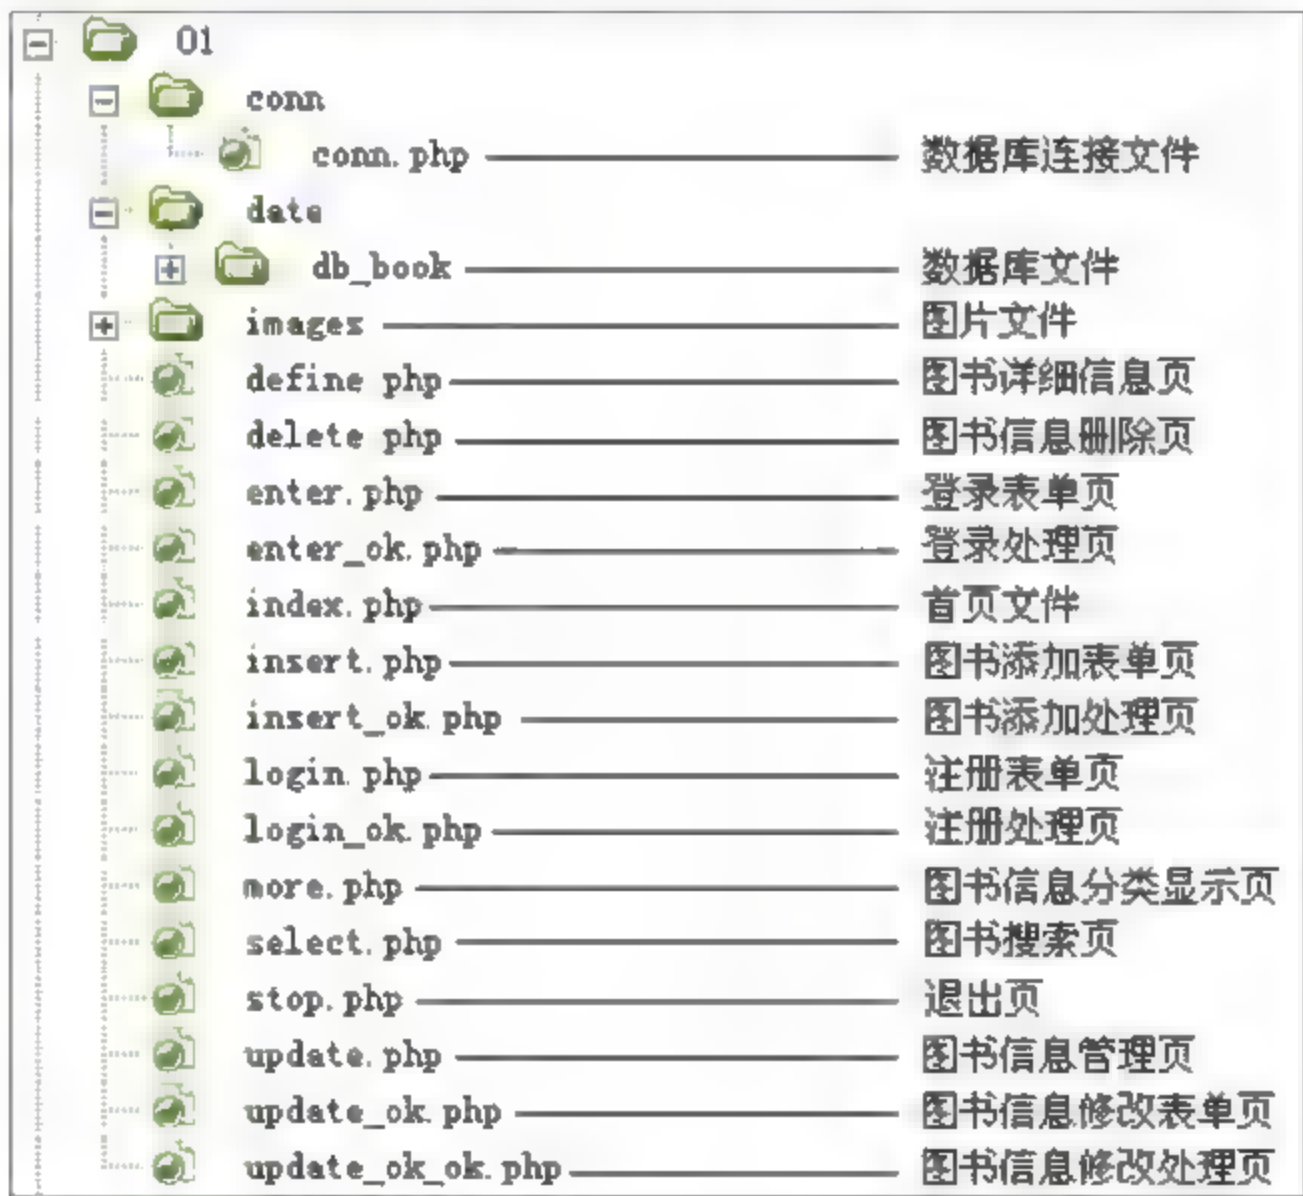 01
conn
conn.php 数据库连接文件
date
db_book 数据库文件
images 图片文件
define.php 图书详细信息页
delete.php 图书信息删除页
enter.php 登录表单页
enter_ok.php 登录处理页
index.php 首页文件
insert.php 图书添加表单页
insert_ok.php 图书添加处理页
login.php 注册表单页
login_ok.php 注册处理页
more.php 图书信息分类显示页
select.php 图书搜索页
stop.php 退出页
update.php 图书信息管理页
update_ok.php 图书信息修改表单页
update_ok_ok.php 图书信息修改处理页